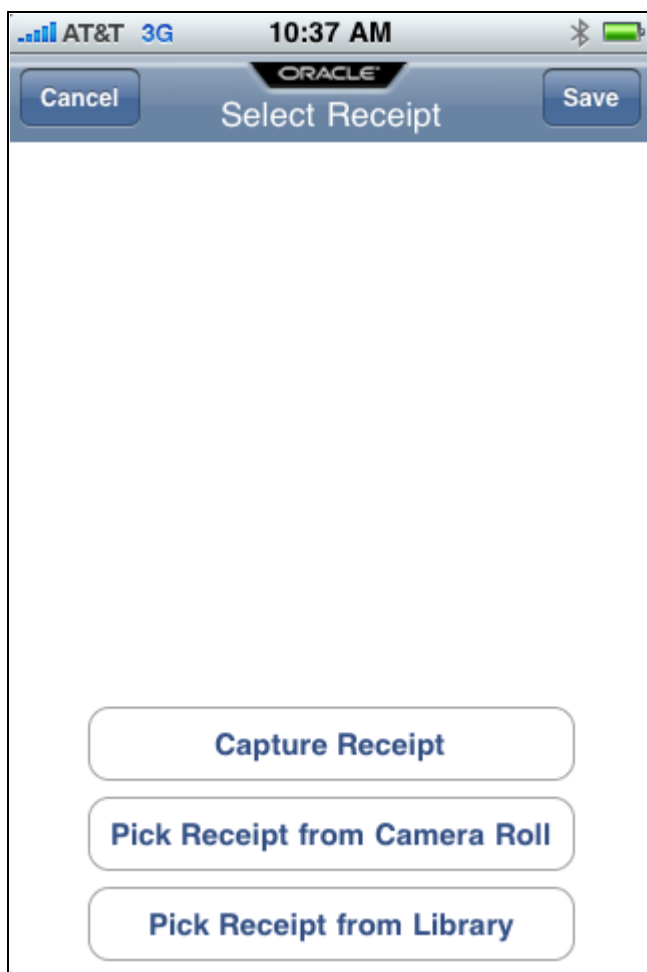 AT&T 3G 10:37 AM
ORACLE
Cancel Select Receipt Save
Capture Receipt
Pick Receipt from Camera Roll
Pick Receipt from Library